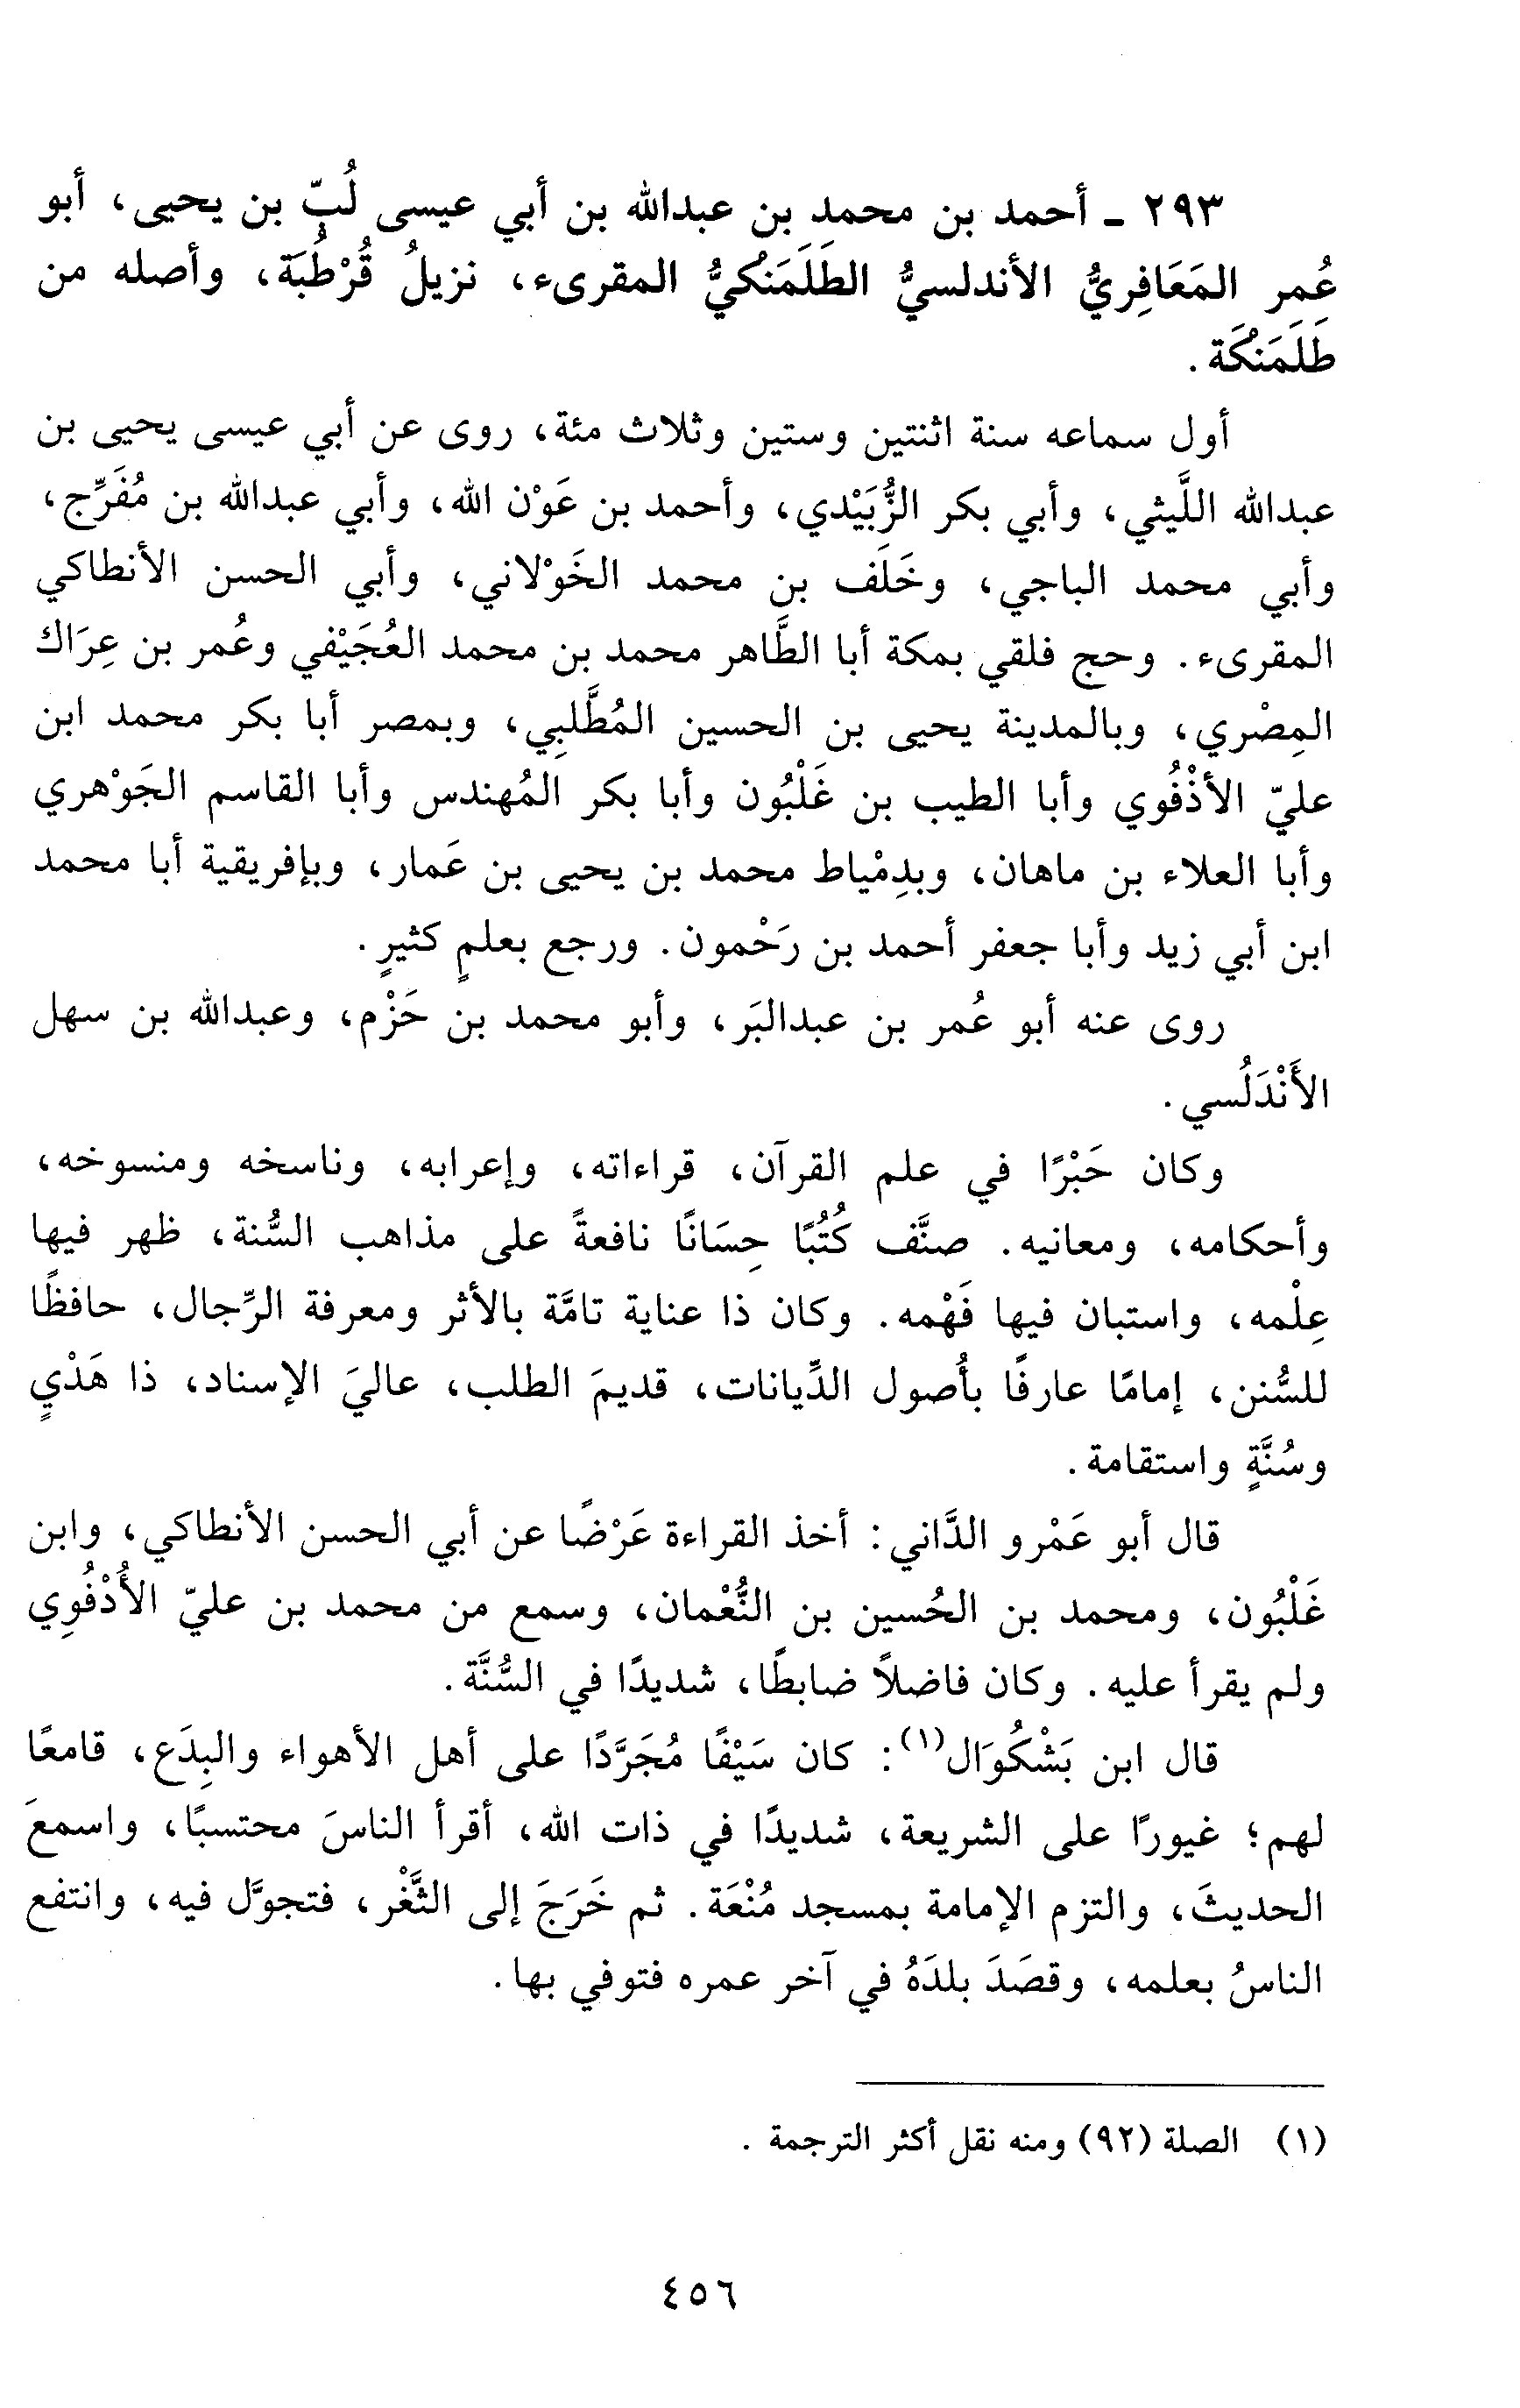 ٢٩٣ - أحمد بن محمد بن عبدالله بن أبي عيسى لُبّ بن يحيى، أبو
عُمر المَعَافِريُّ الأندلسيُّ الطَلَمَنْكيُّ المقرىء، نزيلُ قُرْطُبَة، وأصله من
طَلَمَنْكَة.
أول سماعه سنة اثنتين وستين وثلاث مئة، روى عن أبي عيسى يحيى بن
عبدالله اللَّيثي، وأبي بكر الزُّبَيْدي، وأحمد بن عَوْن الله، وأبي عبدالله بن مُفَرِّج،
وأبي محمد الباجي، وخَلَف بن محمد الخَوْلاني، وأبي الحسن الأنطاكي
المقرىء. وحج فلقي بمكة أبا الطَّاهر محمد بن محمد العُجَيْفي وعُمر بن عِرَاك
المِصْري، وبالمدينة يحيى بن الحسين المُطَّلِبي، وبمصر أبا بكر محمد ابن
عليّ الأذْفُوي وأبا الطيب بن غَلْبُون وأبا بكر المُهندس وأبا القاسم الجَوْهري
وأبا العلاء بن ماهان، وبدِمْياط محمد بن يحيى بن عَمار، وبإفريقية أبا محمد
ابن أبي زيد وأبا جعفر أحمد بن رَحْمون. ورجع بعلمٍ كثيرٍ.
روى عنه أبو عُمر بن عبدالبَر، وأبو محمد بن حَزْم، وعبدالله بن سهل
الأَنْدَلُسي.
وكان حَبْرًا في علم القرآن، قراءاته، وإعرابه، وناسخه ومنسوخه،
وأحكامه، ومعانيه. صنَّف كُتُبًا حِسَانًا نافعةً على مذاهب السُّنة، ظهر فيها
عِلْمه، واستبان فيها فَهْمه. وكان ذا عناية تامَّة بالأثر ومعرفة الرِّجال، حافظًا
للسُّنن، إمامًا عارفًا بأُصول الدِّيانات، قديمَ الطلب، عاليَ الإسناد، ذا هَدْيٍ
وسُنَّةٍ واستقامة.
قال أبو عَمْرو الدَّاني: أخذ القراءة عَرْضًا عن أبي الحسن الأنطاكي، وابن
غَلْبُون، ومحمد بن الحُسين بن النُّعْمان، وسمع من محمد بن عليّ الأُدْفُوِي
ولم يقرأ عليه. وكان فاضلاً ضابطًا، شديدًا في السُّنَّة.
قال ابن بَشْكُوَال(١): كان سَيْفًا مُجَرَّدًا على أهل الأهواء والبِدَع، قامعًا
لهم؛ غيورًا على الشريعة، شديدًا في ذات الله، أقرأ الناسَ محتسبًا، واسمعَ
الحديثَ، والتزم الإمامة بمسجد مُنْعَة. ثم خَرَجَ إلى الثَّغْر، فتجوَّل فيه، وانتفع
الناسُ بعلمه، وقصَدَ بلدَهُ في آخر عمره فتوفي بها.
(١) الصلة (٩٢) ومنه نقل أكثر الترجمة.
٤٥٦